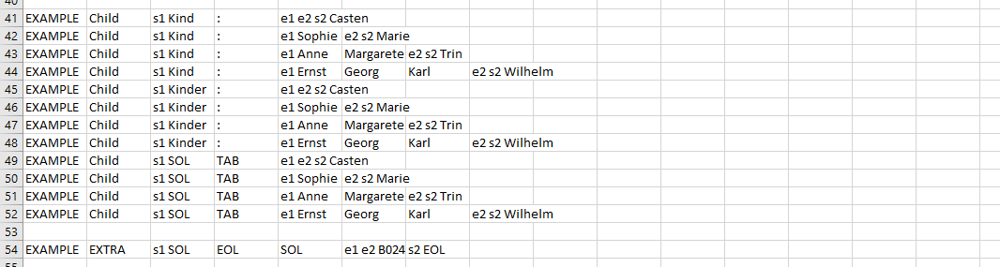 41 EXAMPLE Child s1 Kind : e1 e2 s2 Casten
42 EXAMPLE Child s1 Kind : e1 Sophie e2 s2 Marie
43 EXAMPLE Child s1 Kind : e1 Anne Margarete e2 s2 Trin
44 EXAMPLE Child s1 Kind : e1 Ernst Georg Karl e2 s2 Wilhelm
45 EXAMPLE Child s1 Kinder : e1 e2 s2 Casten
46 EXAMPLE Child s1 Kinder : e1 Sophie e2 s2 Marie
47 EXAMPLE Child s1 Kinder : e1 Anne Margarete e2 s2 Trin
48 EXAMPLE Child s1 Kinder : e1 Ernst Georg Karl e2 s2 Wilhelm
49 EXAMPLE Child s1 SOL TAB e1 e2 s2 Casten
50 EXAMPLE Child s1 SOL TAB e1 Sophie e2 s2 Marie
51 EXAMPLE Child s1 SOL TAB e1 Anne Margarete e2 s2 Trin
52 EXAMPLE Child s1 SOL TAB e1 Ernst Georg Karl e2 s2 Wilhelm
53
54 EXAMPLE EXTRA s1 SOL EOL SOL e1 e2 B024 s2 EOL